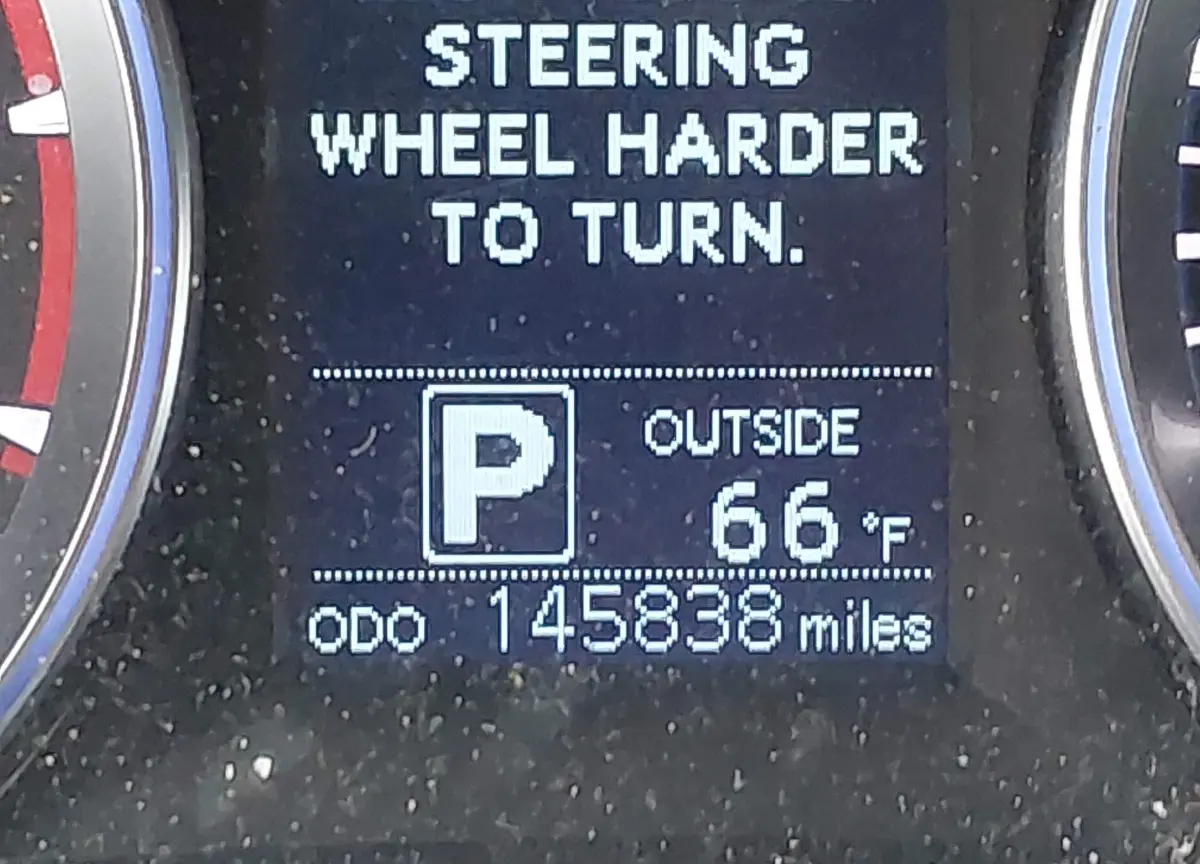 STEERING
WHEEL HARDER
TO TURN.
P
OUTSIDE
66 °F
ODO 145838 miles